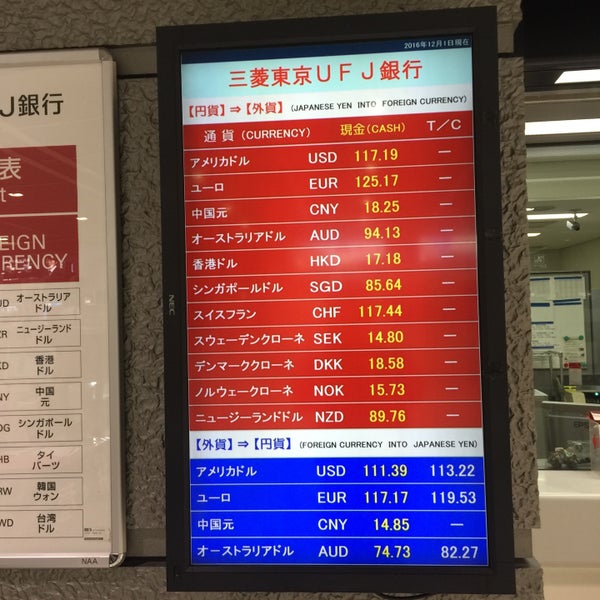 J銀行
表
EIGN
RRENCY
UD オーストラリア
ドル
ZR ニュージーランド
ドル
KD 香港
ドル
NY 中国
元
DG シンガポール
ドル
HB タイ
バーツ
RW 韓国
ウォン
WD 台湾
ドル
NAA
NEC
2016年12月1日現在
三菱東京UFJ銀行
【円貨】⇒【外貨】 (JAPANESE YEN INTO FOREIGN CURRENCY)
通 貨 (CURRENCY) 現金(CASH) T/C
アメリカドル USD 117.19 —
ユーロ EUR 125.17 —
中国元 CNY 18.25 —
オーストラリアドル AUD 94.13 —
香港ドル HKD 17.18 —
シンガポールドル SGD 85.64 —
スイスフラン CHF 117.44 —
スウェーデンクローネ SEK 14.80 —
デンマーククローネ DKK 18.58 —
ノルウェークローネ NOK 15.73 —
ニュージーランドドル NZD 89.76 —
【外貨】⇒【円貨】 (FOREIGN CURRENCY INTO JAPANESE YEN)
アメリカドル USD 111.39 113.22
ユーロ EUR 117.17 119.53
中国元 CNY 14.85 —
オーストラリアドル AUD 74.73 82.27